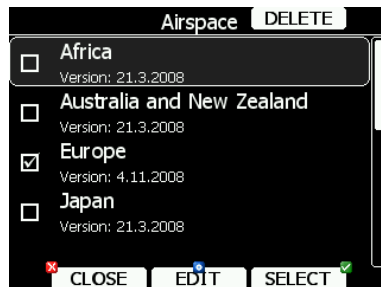 Airspace DELETE
Africa
Version: 21.3.2008
Australia and New Zealand
Version: 21.3.2008
Europe
Version: 4.11.2008
Japan
Version: 21.3.2008
CLOSE EDIT SELECT